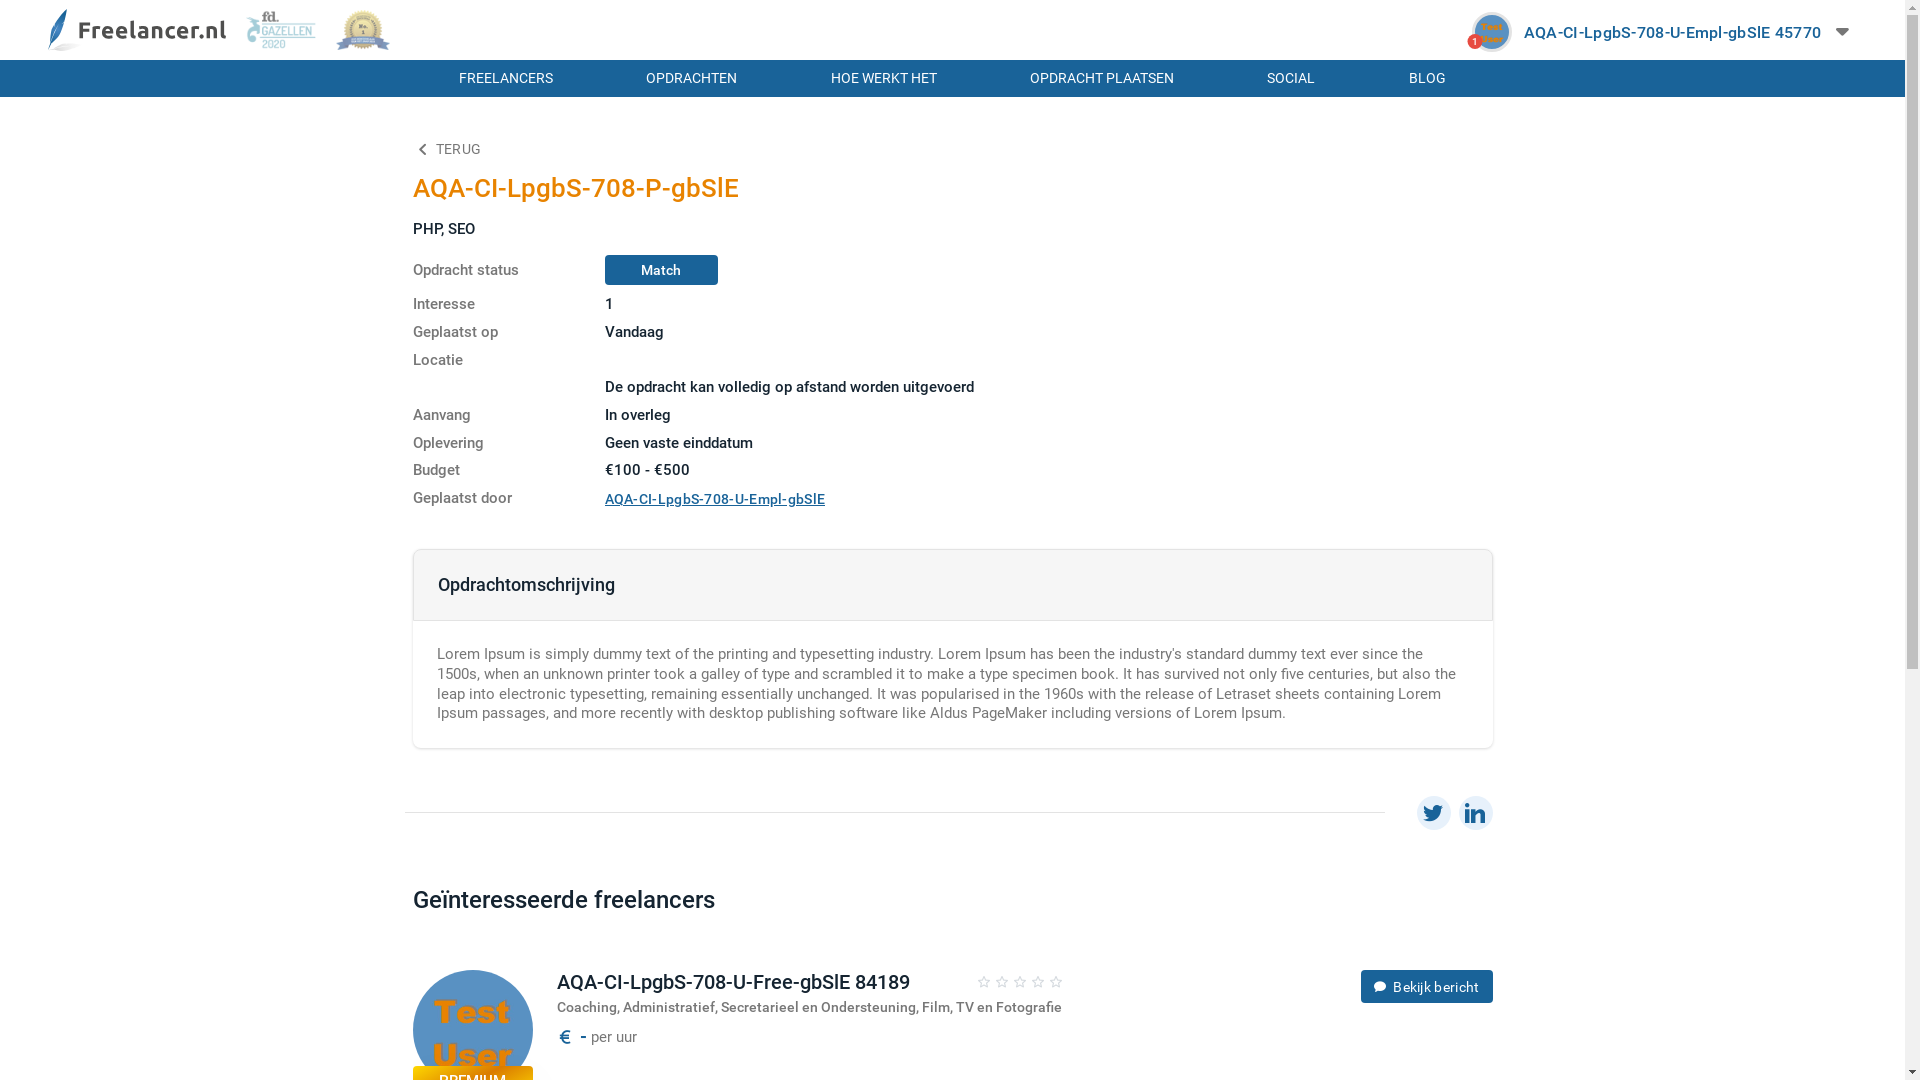 Freelancer.nl
fd.
GAZELLEN
2020
No.
1
Test
User
1
AQA-CI-LpgbS-708-U-Empl-gbSlE 45770
FREELANCERS
OPDRACHTEN
HOE WERKT HET
OPDRACHT PLAATSEN
SOCIAL
BLOG
TERUG
AQA-CI-LpgbS-708-P-gbSlE
PHP, SEO
Opdracht status Match
Interesse 1
Geplaatst op Vandaag
Locatie
De opdracht kan volledig op afstand worden uitgevoerd
Aanvang In overleg
Oplevering Geen vaste einddatum
Budget €100 - €500
Geplaatst door AQA-CI-LpgbS-708-U-Empl-gbSlE
Opdrachtomschrijving
Lorem Ipsum is simply dummy text of the printing and typesetting industry. Lorem Ipsum has been the industry's standard dummy text ever since the
1500s, when an unknown printer took a galley of type and scrambled it to make a type specimen book. It has survived not only five centuries, but also the
leap into electronic typesetting, remaining essentially unchanged. It was popularised in the 1960s with the release of Letraset sheets containing Lorem
Ipsum passages, and more recently with desktop publishing software like Aldus PageMaker including versions of Lorem Ipsum.
Geïnteresseerde freelancers
Test
User
PREMIUM
AQA-CI-LpgbS-708-U-Free-gbSlE 84189
Coaching, Administratief, Secretarieel en Ondersteuning, Film, TV en Fotografie
€ - per uur
Bekijk bericht